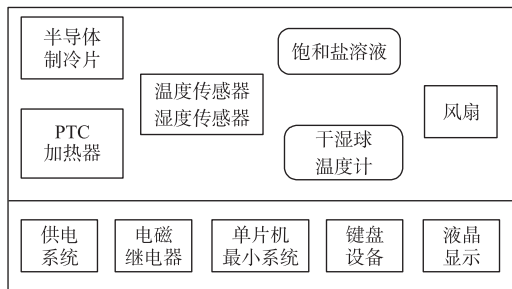 半导体
制冷片
饱和盐溶液
温度传感器
湿度传感器
风扇
PTC
加热器
干湿球
温度计
供电
系统
电磁
继电器
单片机
最小系统
键盘
设备
液晶
显示